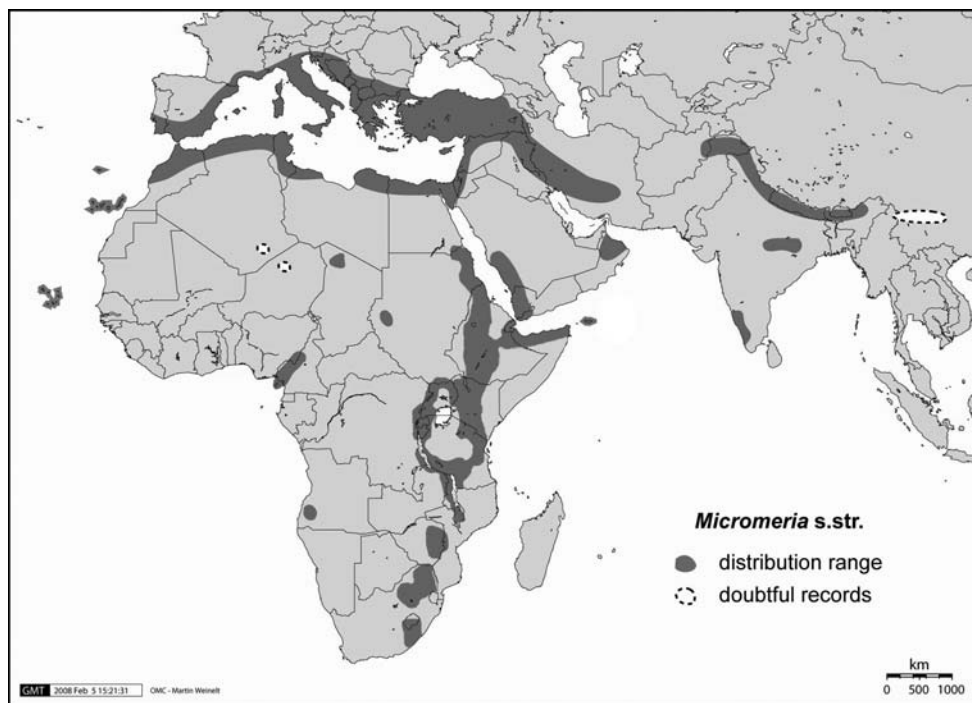 Micromeria s.str.
distribution range
doubtful records
km
0 500 1000
GMT 2008 Feb 5 15:21:31 OMC - Martin Weinelt